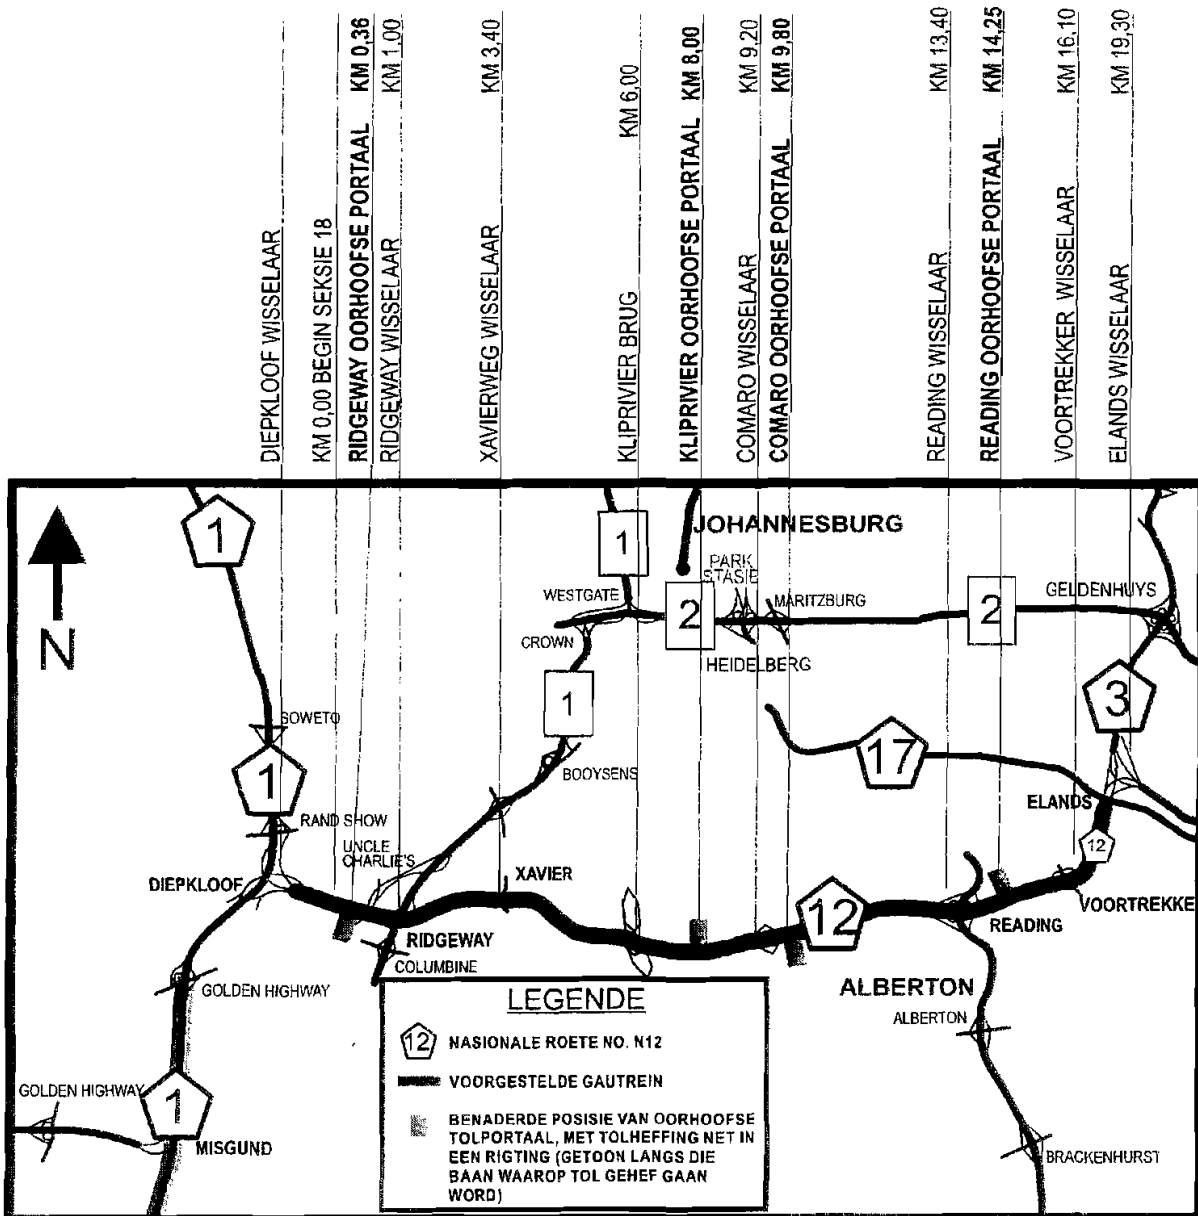 DIEPKLOOF WISSELAAR
KM 0,00 BEGIN SEKSIE 18
RIDGEWAY OORHOOFSE PORTAAL KM 0,36
RIDGEWAY WISSELAAR KM 1,00
XAVIERWEG WISSELAAR KM 3,40
KLIPRIVIER BRUG KM 6,00
KLIPRIVIER OORHOOFSE PORTAAL KM 8,00
COMARO WISSELAAR KM 9,20
COMARO OORHOOFSE PORTAAL KM 9,80
READING WISSELAAR KM 13,40
READING OORHOOFSE PORTAAL KM 14,25
VOORTREKKER WISSELAAR KM 16,10
ELANDS WISSELAAR KM 19,30
1
1
JOHANNESBURG
PARK
STASIE
WESTGATE
2
MARITZBURG
2
GELDENHUYS
CROWN
HEIDELBERG
N
1
3
SOWETO
17
1
BOOYSENS
ELANDS
RAND SHOW
UNCLE
CHARLIE'S
12
DIEPKLOOF
XAVIER
12
VOORTREKKE
RIDGEWAY
READING
COLUMBINE
GOLDEN HIGHWAY
ALBERTON
ALBERTON
LEGENDE
12 NASIONALE ROETE NO. N12
VOORGESTELDE GAUTREIN
BENADERDE POSISIE VAN OORHOOFSE
TOLPORTAAL, MET TOLHEFFING NET IN
EEN RIGTING (GETOON LANGS DIE
BAAN WAAROP TOL GEHEF GAAN
WORD)
GOLDEN HIGHWAY
1
MISGUND
BRACKENHURST